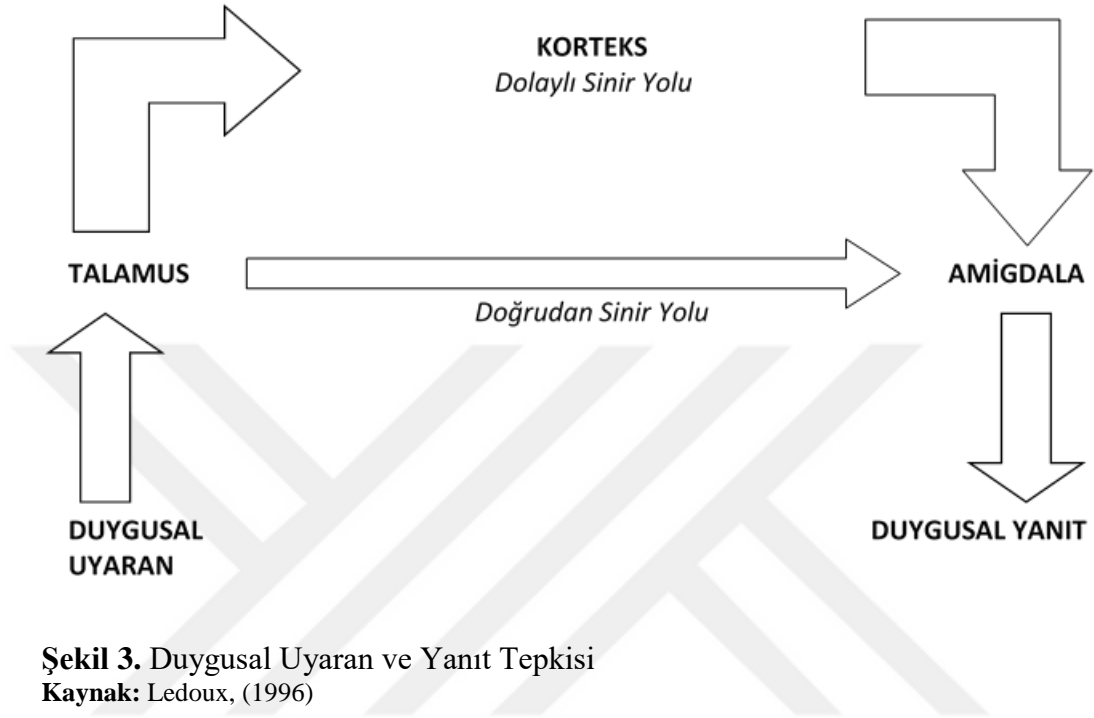 KORTEKS
Dolaylı Sinir Yolu
TALAMUS
AMİGDALA
Doğrudan Sinir Yolu
DUYGUSAL
UYARAN
DUYGUSAL YANIT
Şekil 3. Duygusal Uyaran ve Yanıt Tepkisi
Kaynak: Ledoux, (1996)